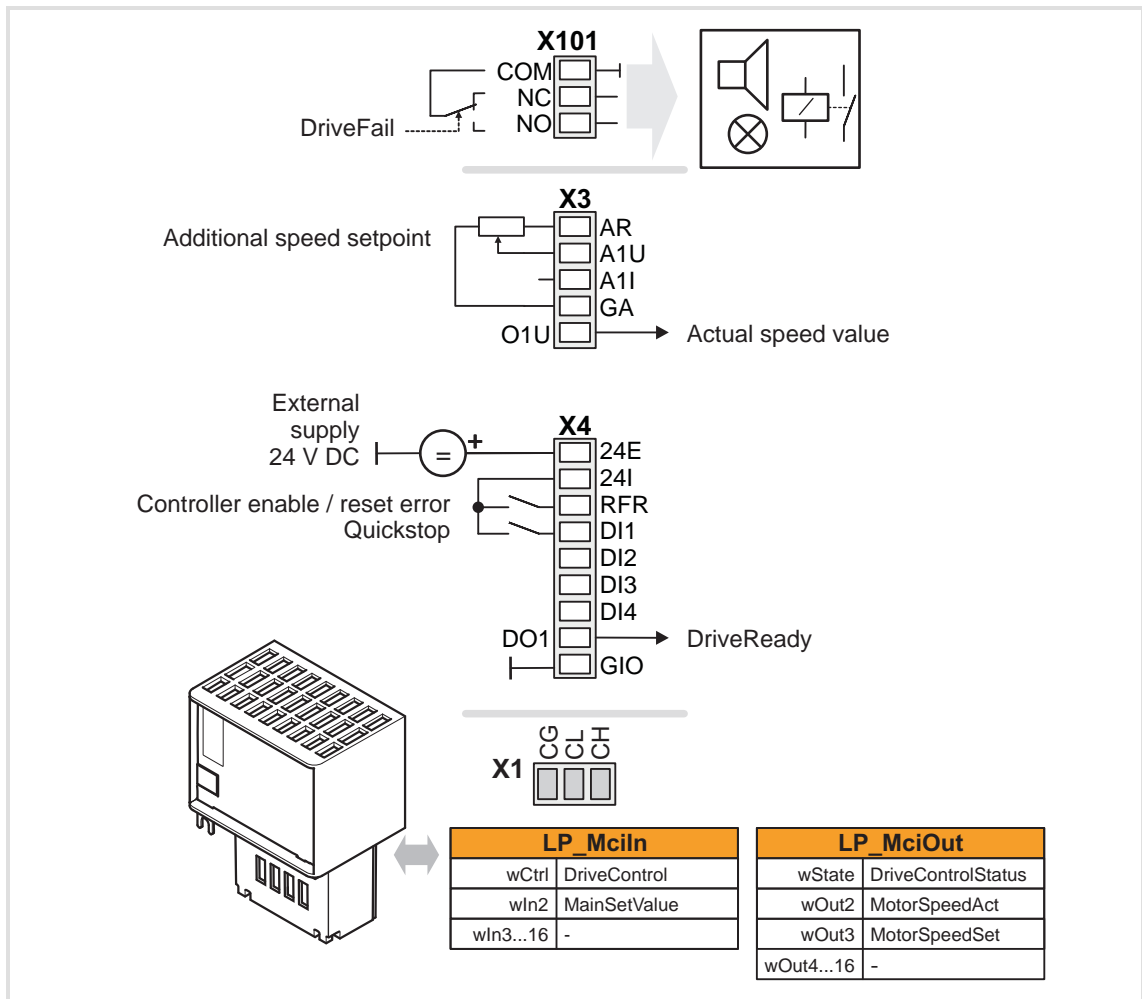 X101
COM
NC
DriveFail NO
X3
AR
Additional speed setpoint A1U
A1I
GA
O1U Actual speed value
External
supply
24 V DC = +
X4
24E
24I
Controller enable / reset error RFR
Quickstop DI1
DI2
DI3
DI4
DO1 DriveReady
GIO
X1 CG CL CH
LP_MciIn
wCtrl DriveControl
wIn2 MainSetValue
wIn3...16 -
LP_MciOut
wState DriveControlStatus
wOut2 MotorSpeedAct
wOut3 MotorSpeedSet
wOut4...16 -